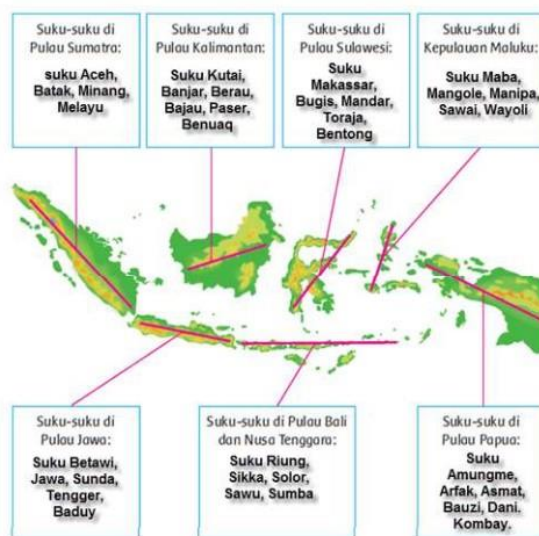 Suku-suku di
Pulau Sumatra:
suku Aceh,
Batak, Minang,
Melayu
Suku-suku di
Pulau Kalimantan:
Suku Kutai,
Banjar, Berau,
Bajau, Paser,
Benuaq
Suku-suku di
Pulau Sulawesi:
Suku
Makassar,
Bugis, Mandar,
Toraja,
Bentong
Suku-suku di
Kepulauan Maluku:
Suku Maba,
Mangole, Manipa,
Sawai, Wayoli
Suku-suku di
Pulau Jawa:
Suku Betawi,
Jawa, Sunda,
Tengger,
Baduy
Suku-suku di Pulau Bali
dan Nusa Tenggara:
Suku Riung,
Sikka, Solor,
Sawu, Sumba
Suku-suku di
Pulau Papua:
Suku
Amungme,
Arfak, Asmat,
Bauzi, Dani.
Kombay.